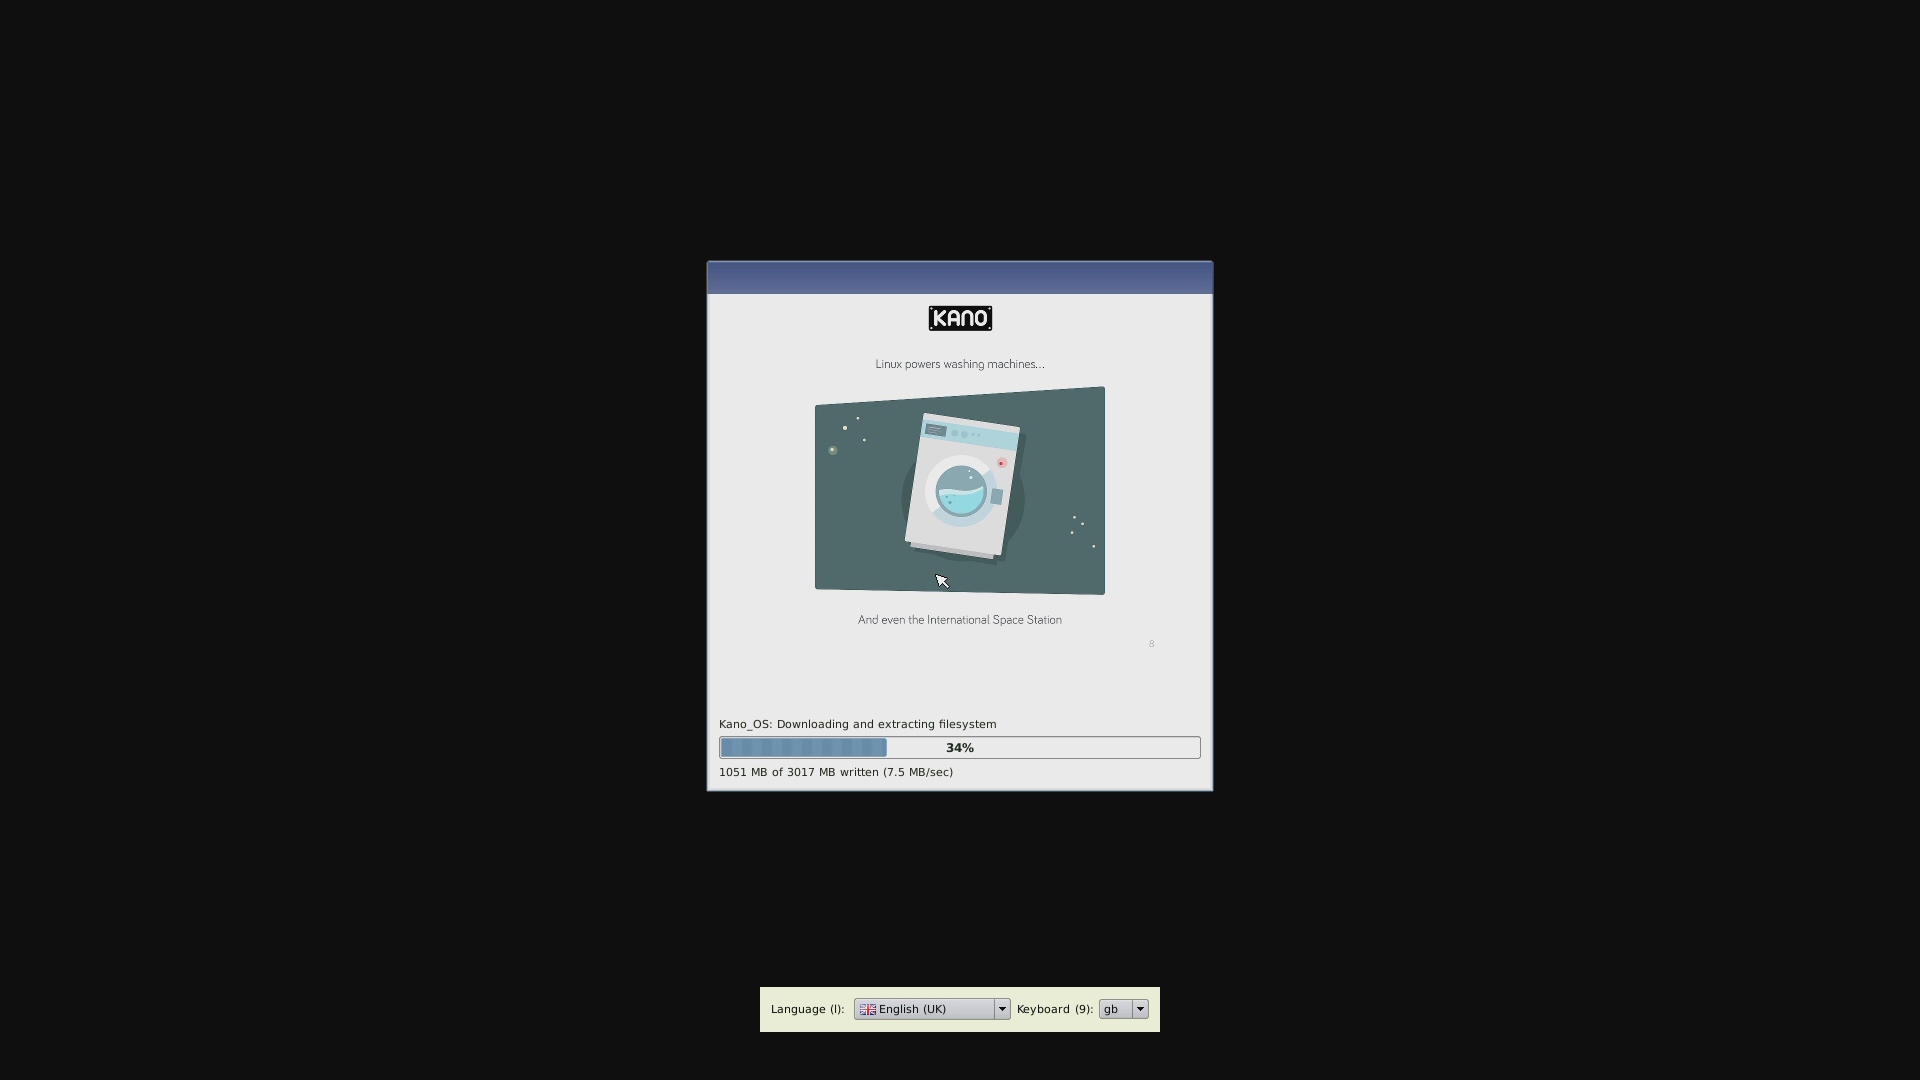 KANO
Linux powers washing machines...
And even the International Space Station
8
Kano_OS: Downloading and extracting filesystem
34%
1051 MB of 3017 MB written (7.5 MB/sec)
Language (l): English (UK) Keyboard (9): gb